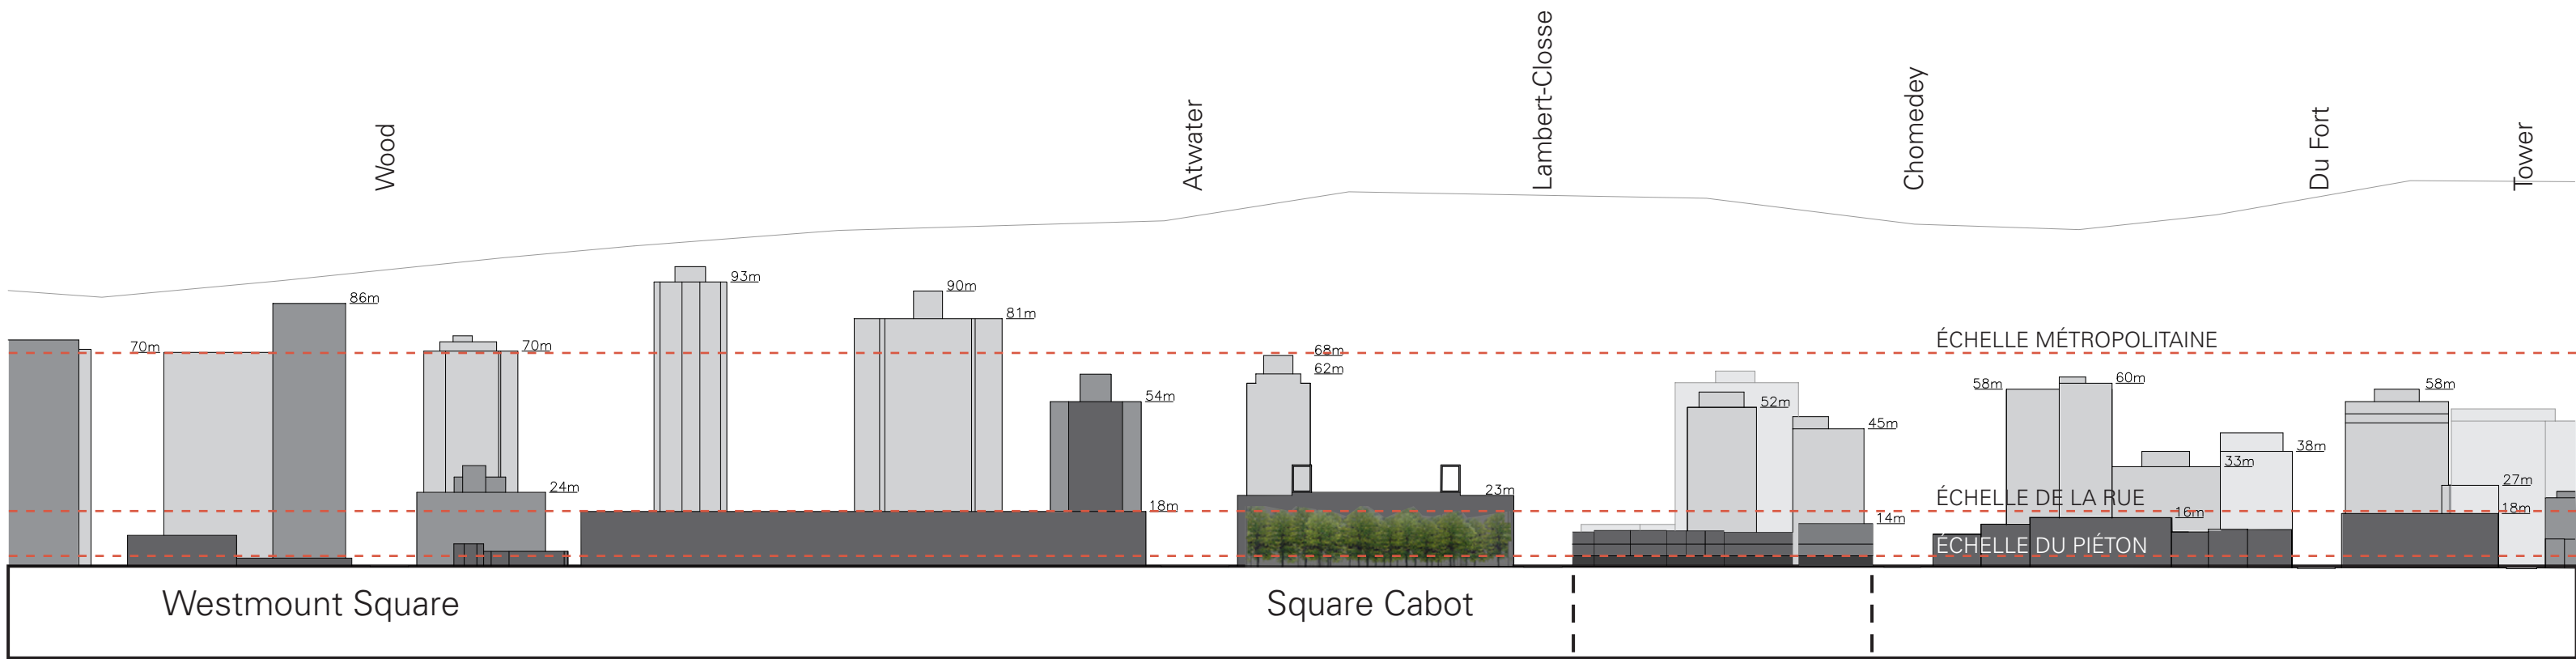 Wood
Atwater
Lambert-Closse
Chomedey
Du Fort
Tower
70m
86m
70m
24m
93m
90m
81m
54m
18m
68m
62m
23m
52m
45m
14m
ÉCHELLE MÉTROPOLITAINE
58m
60m
33m
38m
ÉCHELLE DE LA RUE
16m
ÉCHELLE DU PIÉTON
58m
27m
18m
Westmount Square
Square Cabot